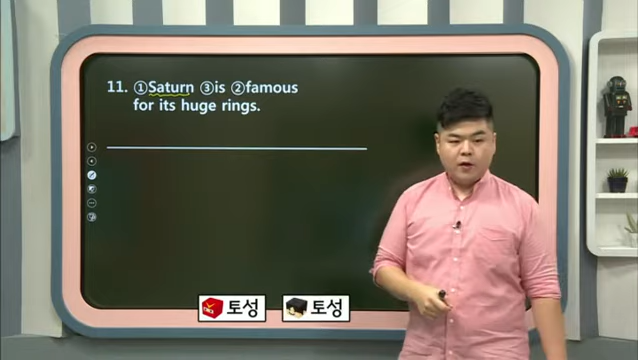 11. ①Saturn ③is ②famous
for its huge rings.
토성
토성